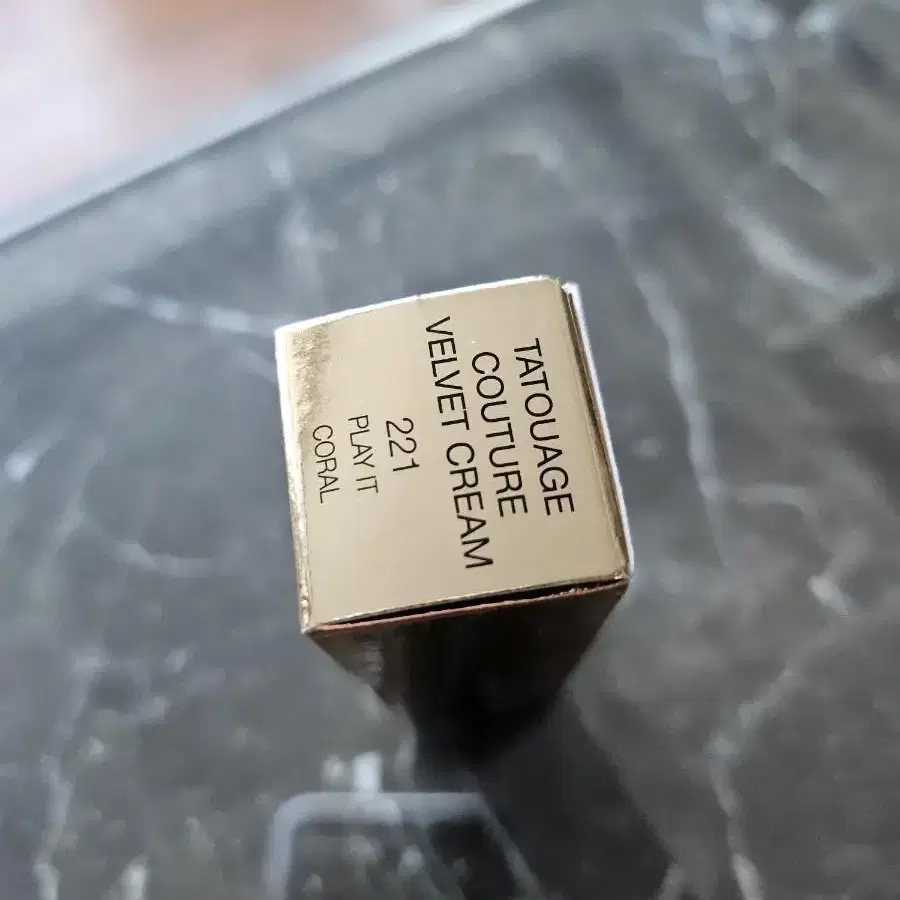 TATOUAGE
COUTURE
VELVET CREAM
221
PLAY IT
CORAL